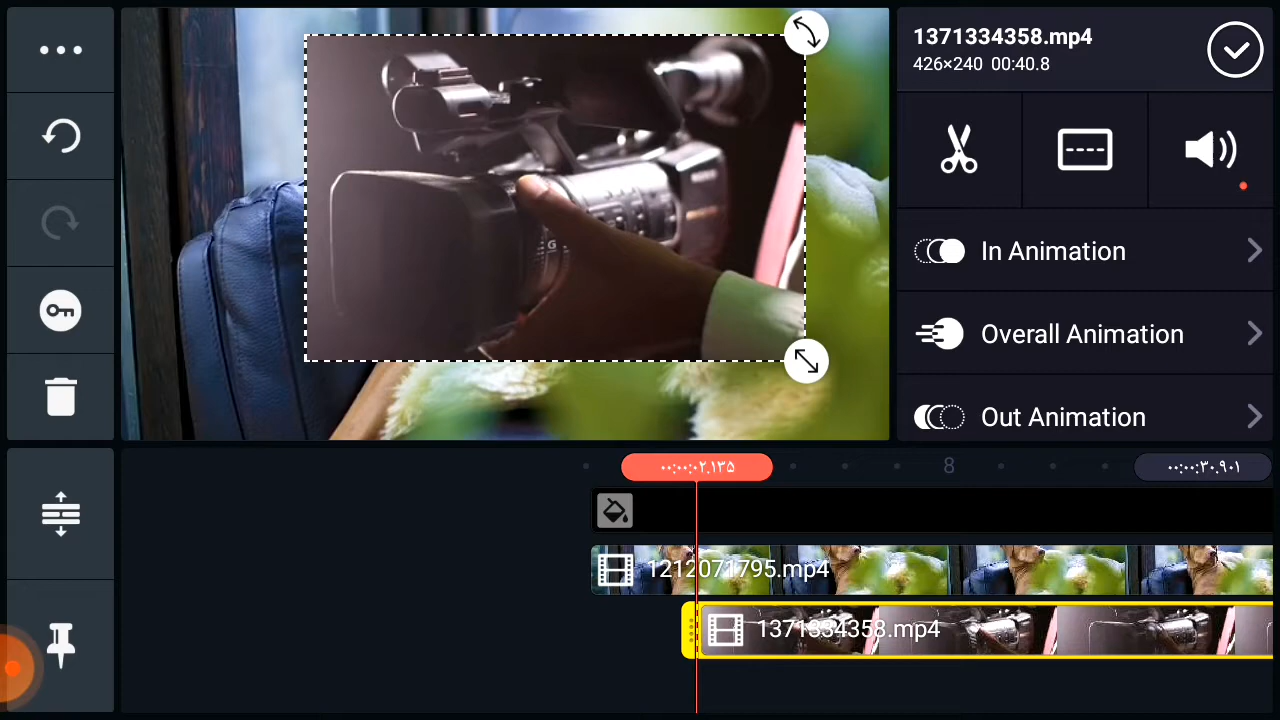 1371334358.mp4
426×240 00:40.8
In Animation
Overall Animation
Out Animation
۰۰:۰۰:۰۲.۱۳۵
8
۰۰:۰۰:۳۰.۹۰۱
1212071795.mp4
1371334358.mp4